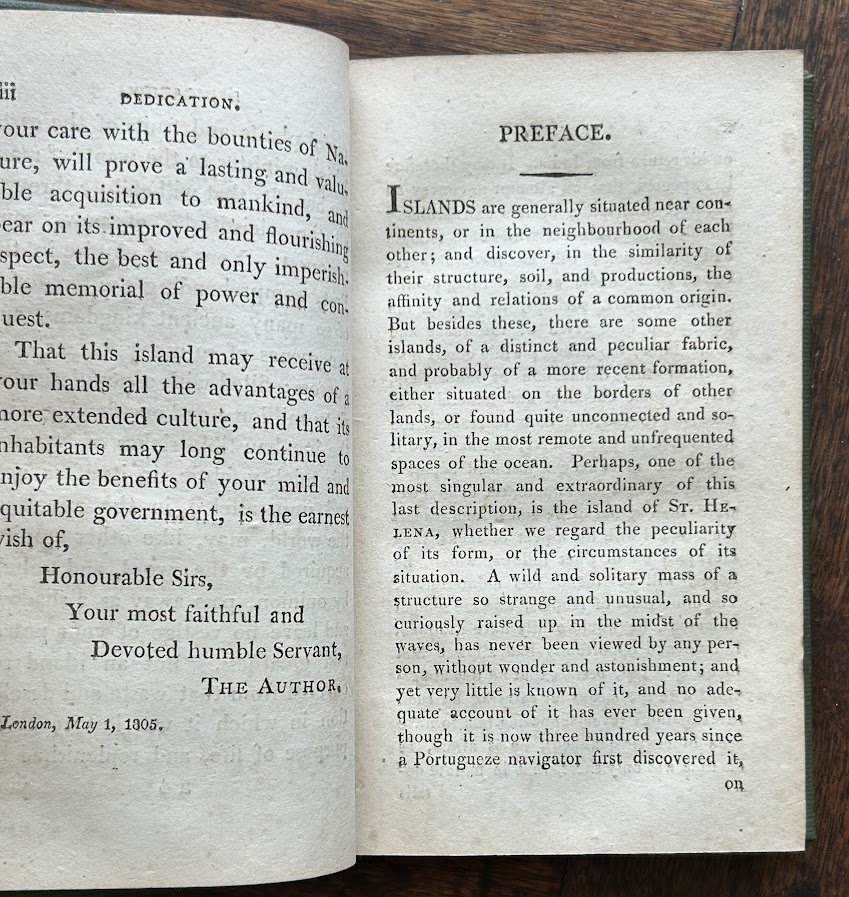 iii
DEDICATION.
your care with the bounties of Na-
ure, will prove a lasting and valu-
ble acquisition to mankind, and
ear on its improved and flourishing
spect, the best and only imperish-
ble memorial of power and con-
uest.
That this island may receive at
your hands all the advantages of a
more extended culture, and that its
nhabitants may long continue to
njoy the benefits of your mild and
quitable government, is the earnest
wish of,
Honourable Sirs,
Your most faithful and
Devoted humble Servant,
THE AUTHOR.
London, May 1, 1805.
PREFACE.
ISLANDS are generally situated near con-
tinents, or in the neighbourhood of each
other; and discover, in the similarity of
their structure, soil, and productions, the
affinity and relations of a common origin.
But besides these, there are some other
islands, of a distinct and peculiar fabric,
and probably of a more recent formation,
either situated on the borders of other
lands, or found quite unconnected and so-
litary, in the most remote and unfrequented
spaces of the ocean. Perhaps, one of the
most singular and extraordinary of this
last description, is the island of ST. HE-
LENA, whether we regard the peculiarity
of its form, or the circumstances of its
situation. A wild and solitary mass of a
structure so strange and unusual, and so
curiously raised up in the midst of the
waves, has never been viewed by any per-
son, without wonder and astonishment; and
yet very little is known of it, and no ade-
quate account of it has ever been given,
though it is now three hundred years since
a Portugueze navigator first discovered it,
on